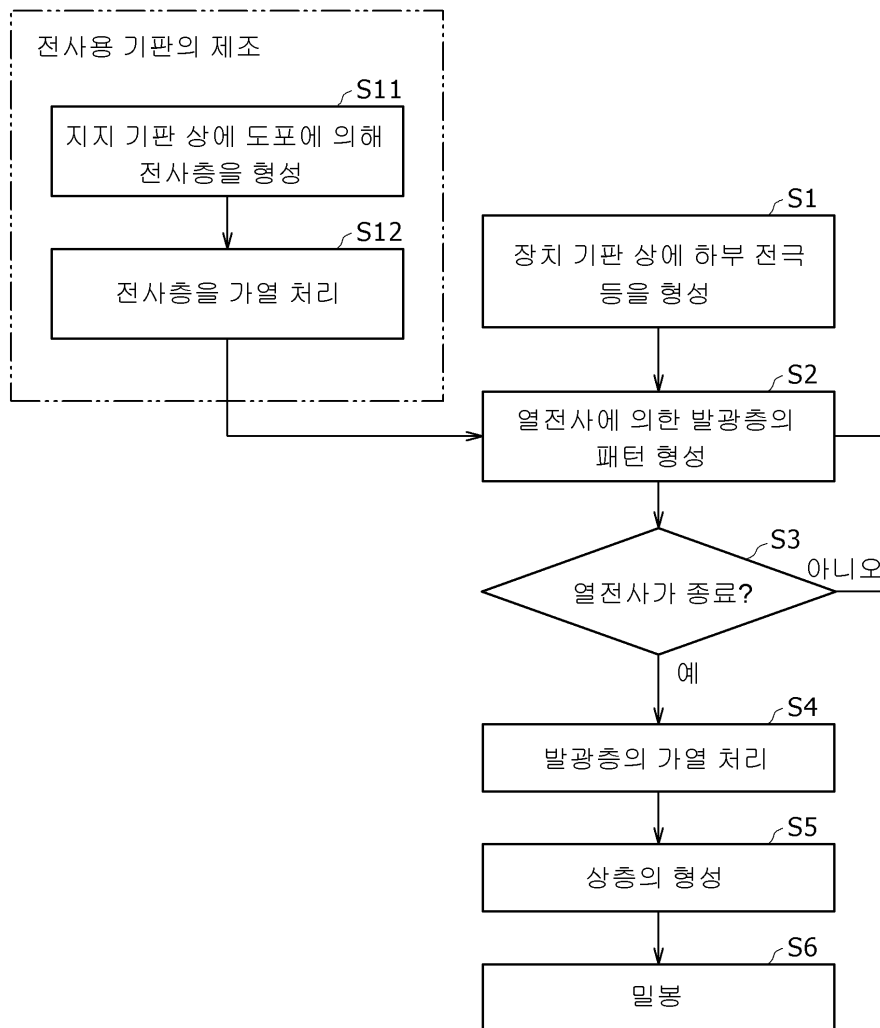 전사용 기판의 제조
S11
지지 기판 상에 도포에 의해
전사층을 형성
S12
전사층을 가열 처리
S1
장치 기판 상에 하부 전극
등을 형성
S2
열전사에 의한 발광층의
패턴 형성
S3
열전사가 종료?
아니오
예
S4
발광층의 가열 처리
S5
상층의 형성
S6
밀봉